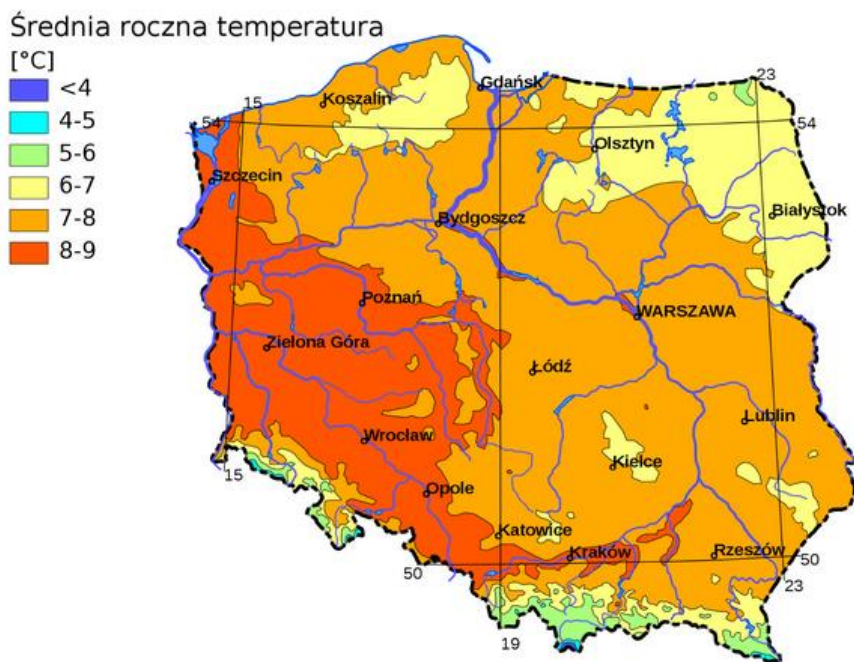 Średnia roczna temperatura
[°C]
<4
4-5
5-6
6-7
7-8
8-9
15
23
54
54
Gdańsk
Koszalin
Olsztyn
Szczecin
Białystok
Bydgoszcz
Poznań
WARSZAWA
Zielona Góra
Łódź
Lublin
Wrocław
Kielce
15
Opole
Katowice
Kraków
Rzeszów
50
50
23
19